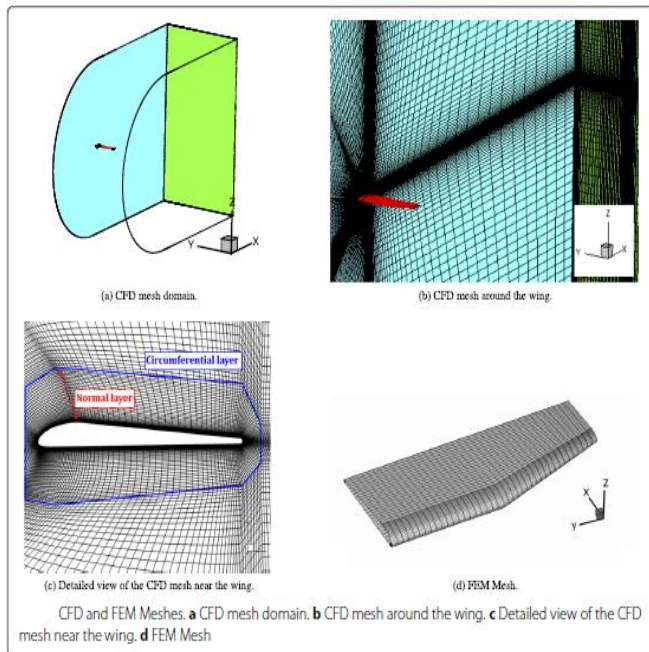 Z
Y
X
(a) CFD mesh domain.
Z
Y
X
(b) CFD mesh around the wing.
Circumferential layer
Normal layer
(c) Detailed view of the CFD mesh near the wing.
X
Z
y
(d) FEM Mesh.
CFD and FEM Meshes. a CFD mesh domain. b CFD mesh around the wing. c Detailed view of the CFD
mesh near the wing. d FEM Mesh